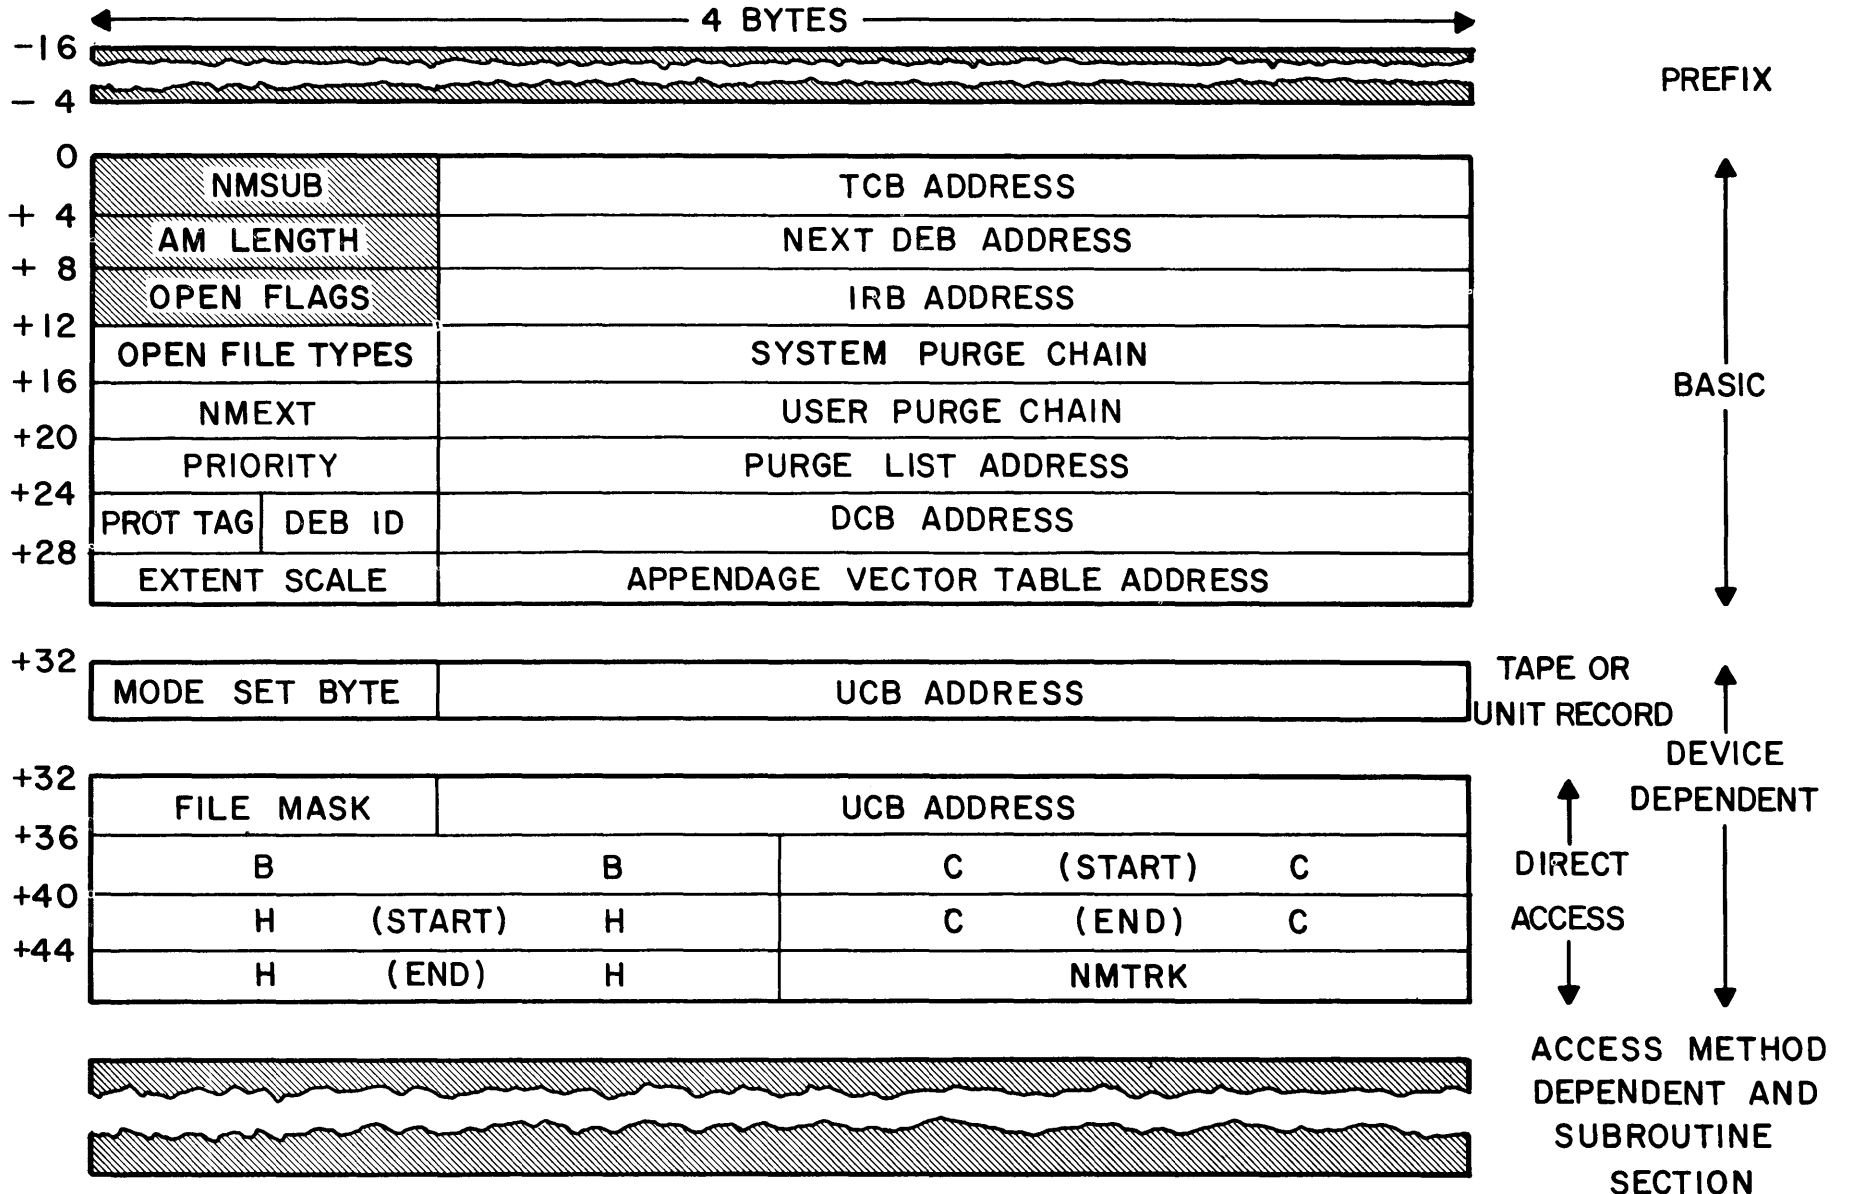 4 BYTES
-16
- 4
PREFIX
0
NMSUB TCB ADDRESS
+ 4
AM LENGTH NEXT DEB ADDRESS
+ 8
OPEN FLAGS IRB ADDRESS
+12
OPEN FILE TYPES SYSTEM PURGE CHAIN
+16
BASIC
NMEXT USER PURGE CHAIN
+20
PRIORITY PURGE LIST ADDRESS
+24
PROT TAG DEB ID DCB ADDRESS
+28
EXTENT SCALE APPENDAGE VECTOR TABLE ADDRESS
+32
MODE SET BYTE UCB ADDRESS
TAPE OR
UNIT RECORD
DEVICE
DEPENDENT
+32
FILE MASK UCB ADDRESS
+36
B B C (START) C
DIRECT
ACCESS
+40
H (START) H C (END) C
+44
H (END) H NMTRK
ACCESS METHOD
DEPENDENT AND
SUBROUTINE
SECTION